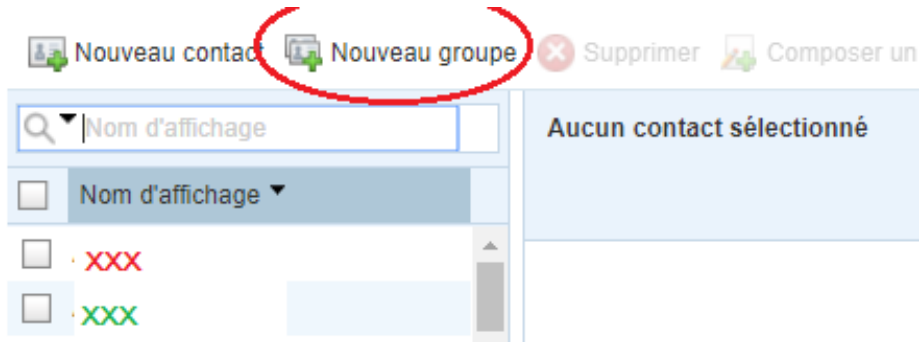 Nouveau contact Nouveau groupe Supprimer Composer un
Nom d'affichage Aucun contact sélectionné
Nom d'affichage
xxx
xxx